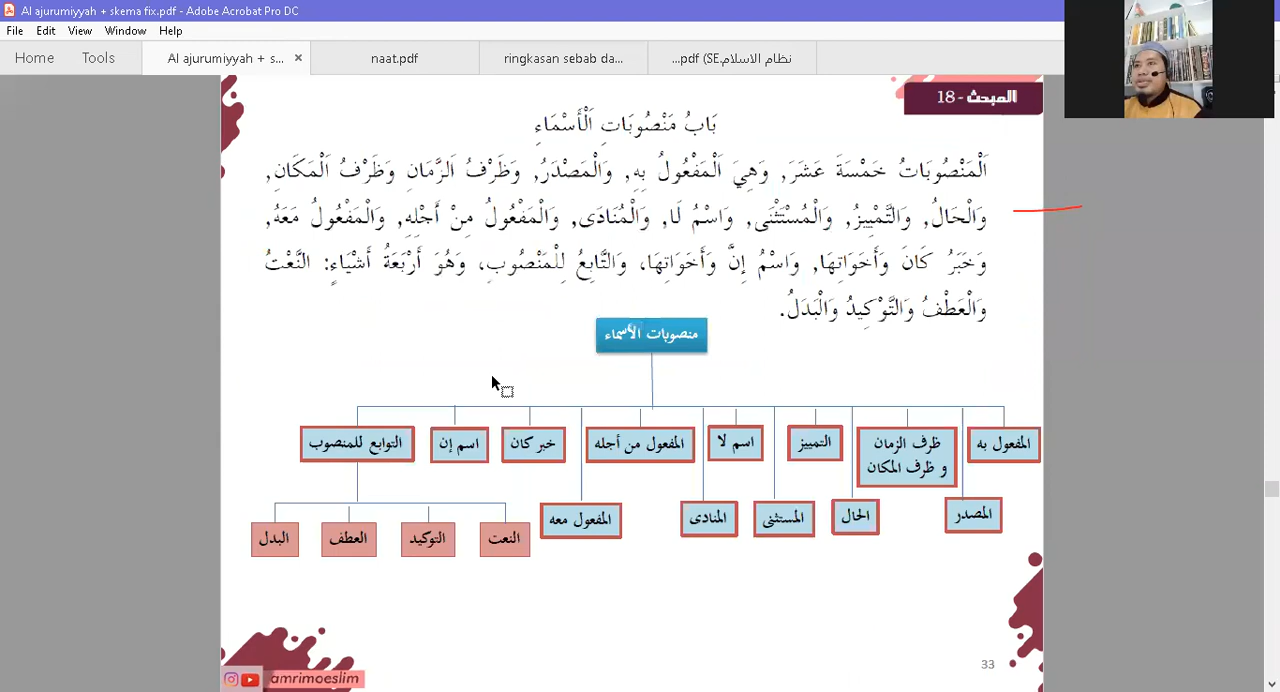 Al ajurumiyyah + skema fix.pdf - Adobe Acrobat Pro DC
File Edit View Window Help
Home Tools Al ajurumiyyah + s... × naat.pdf ringkasan sebab da... نظام الاسلام.SE) pdf...
المبحث - 18
بَابُ مَنْصُوبَاتِ اَلْأَسْمَاءِ
اَلْمَنْصُوبَاتُ خَمْسَةَ عَشَرَ, وَهِيَ اَلْمَفْعُولُ بِهِ, وَالْمَصْدَرُ, وَظَرْفُ اَلزَّمَانِ وَظَرْفُ اَلْمَكَانِ,
وَالْحَالُ, وَالتَّمْيِيزُ, وَالْمُسْتَثْنَى, وَاسْمُ لَا, وَالْمُنَادَى, وَالْمَفْعُولُ مِنْ أَجْلِهِ, وَالْمَفْعُولُ مَعَهُ,
وَخَبَرُ كَانَ وَأَخَوَاتِهَا, وَاسْمُ إِنَّ وَأَخَوَاتِهَا، وَالتَّابِعُ لِلْمَنْصُوبِ، وَهُوَ أَرْبَعَةُ أَشْيَاءٍ: النَّعْتُ
وَالْعَطْفُ وَالتَّوْكِيدُ وَالْبَدَلُ.
منصوبات الأسماء
المفعول به
ظرف الزمان
و ظرف المكان
التمييز
اسم لا
المفعول من أجله
خبر كان
اسم إن
التوابع للمنصوب
المصدر
الحال
المستثنى
المنادى
المفعول معه
النعت
التوكيد
العطف
البدل
33
amrimoeslim